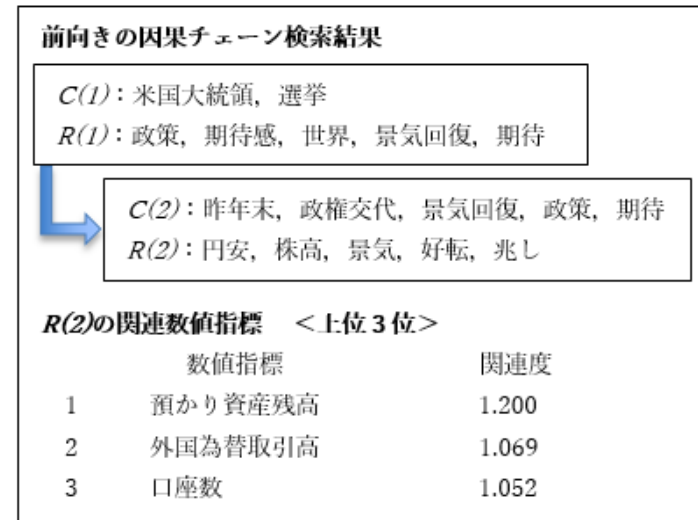 前向きの因果チェーン検索結果
C(1)：米国大統領，選挙
R(1)：政策，期待感，世界，景気回復，期待
C(2)：昨年末，政権交代，景気回復，政策，期待
R(2)：円安，株高，景気，好転，兆し
R(2)の関連数値指標　＜上位３位＞
数値指標　関連度
1　預かり資産残高　1.200
2　外国為替取引高　1.069
3　口座数　1.052